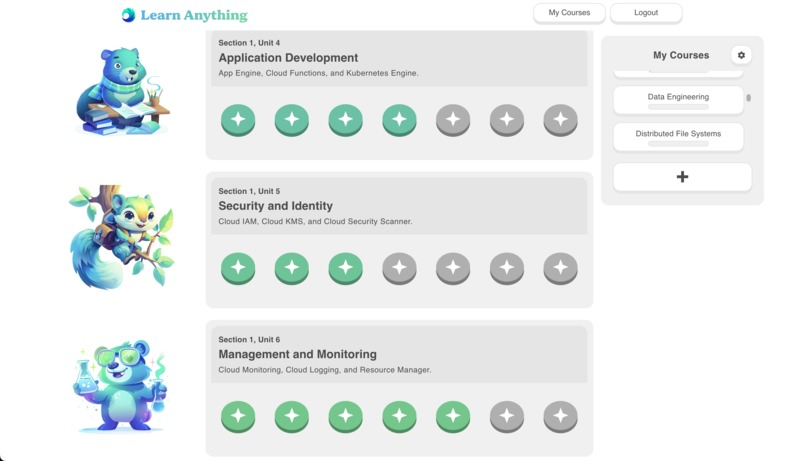 Learn Anything
My Courses
Logout
Section 1, Unit 4
Application Development
App Engine, Cloud Functions, and Kubernetes Engine.
Section 1, Unit 5
Security and Identity
Cloud IAM, Cloud KMS, and Cloud Security Scanner.
Section 1, Unit 6
Management and Monitoring
Cloud Monitoring, Cloud Logging, and Resource Manager.
My Courses
Data Engineering
Distributed File Systems